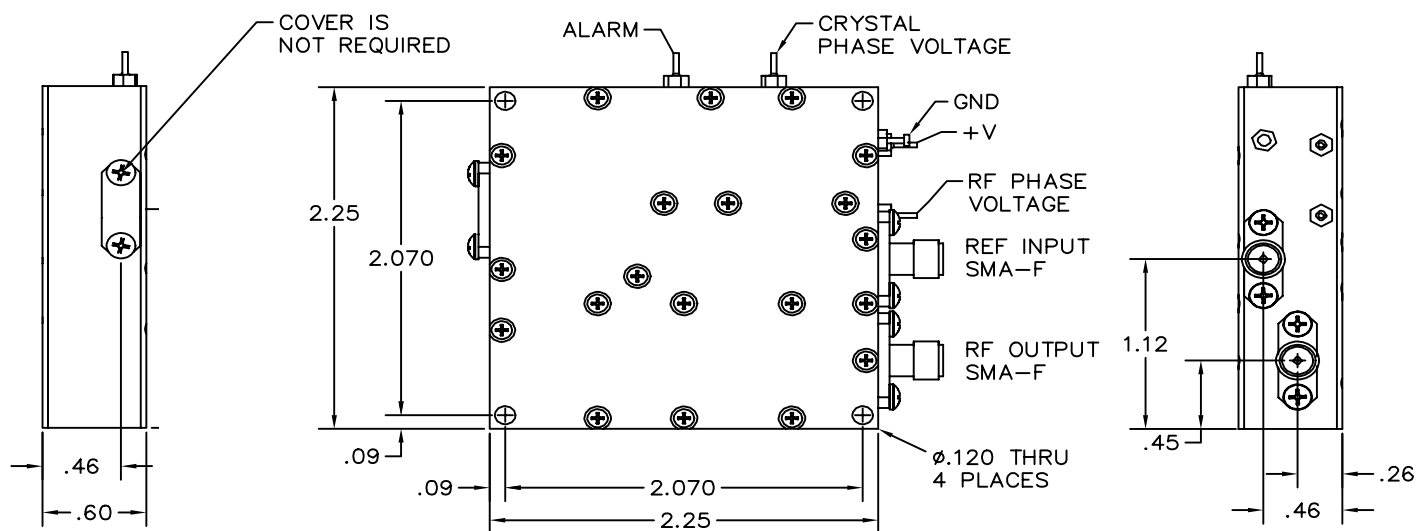 COVER IS
NOT REQUIRED
ALARM
CRYSTAL
PHASE VOLTAGE
GND
+V
RF PHASE
VOLTAGE
2.25
2.070
REF INPUT
SMA-F
RF OUTPUT
SMA-F
1.12
.45
.09
.46
.60
.09
2.070
2.25
ø.120 THRU
4 PLACES
.26
.46